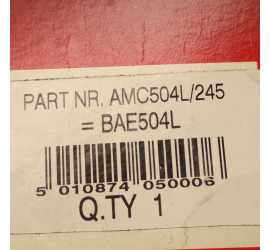 PART NR. AMC504L/245
= BAE504L
5 010874 050006
Q.TY 1